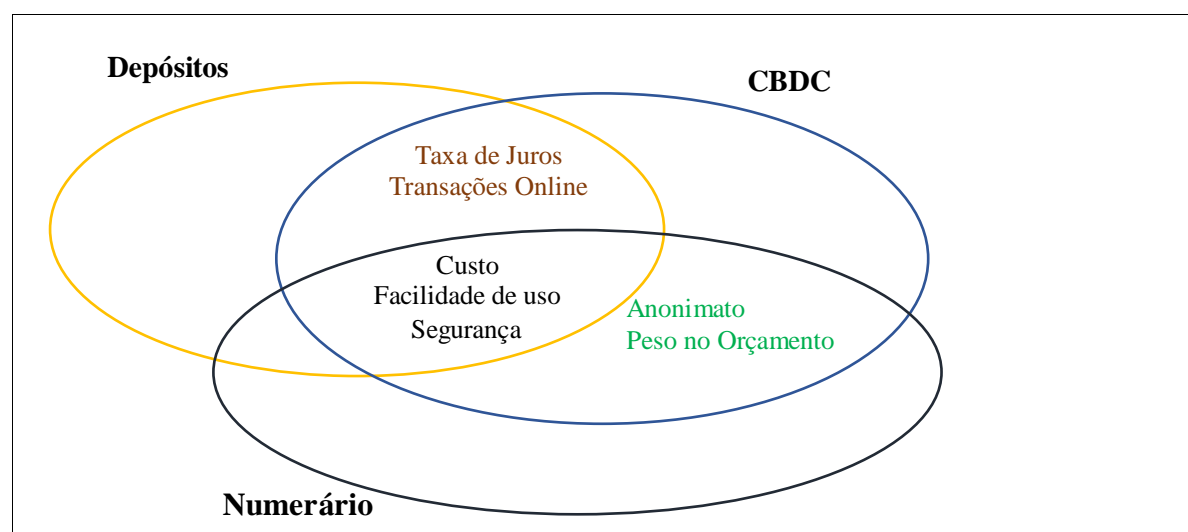 Depósitos
CBDC
Taxa de Juros
Transações Online
Custo
Facilidade de uso
Segurança
Anonimato
Peso no Orçamento
Numerário